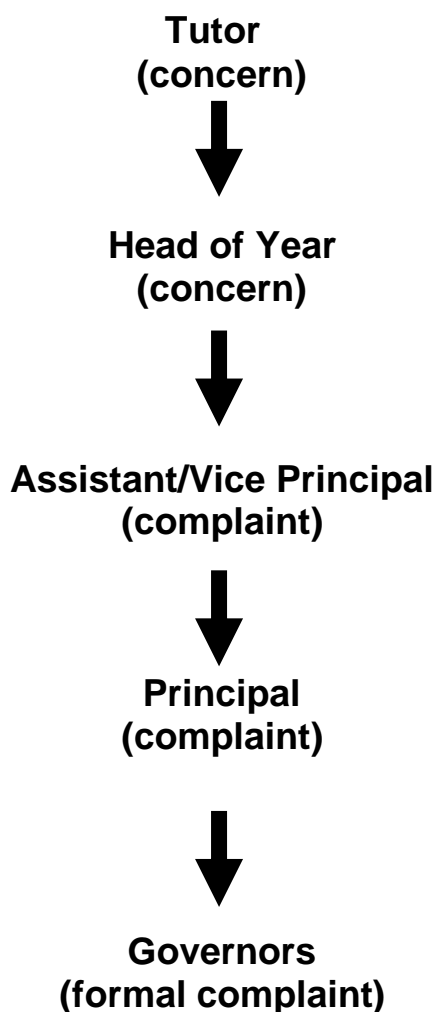 Tutor
(concern)
Head of Year
(concern)
Assistant/Vice Principal
(complaint)
Principal
(complaint)
Governors
(formal complaint)